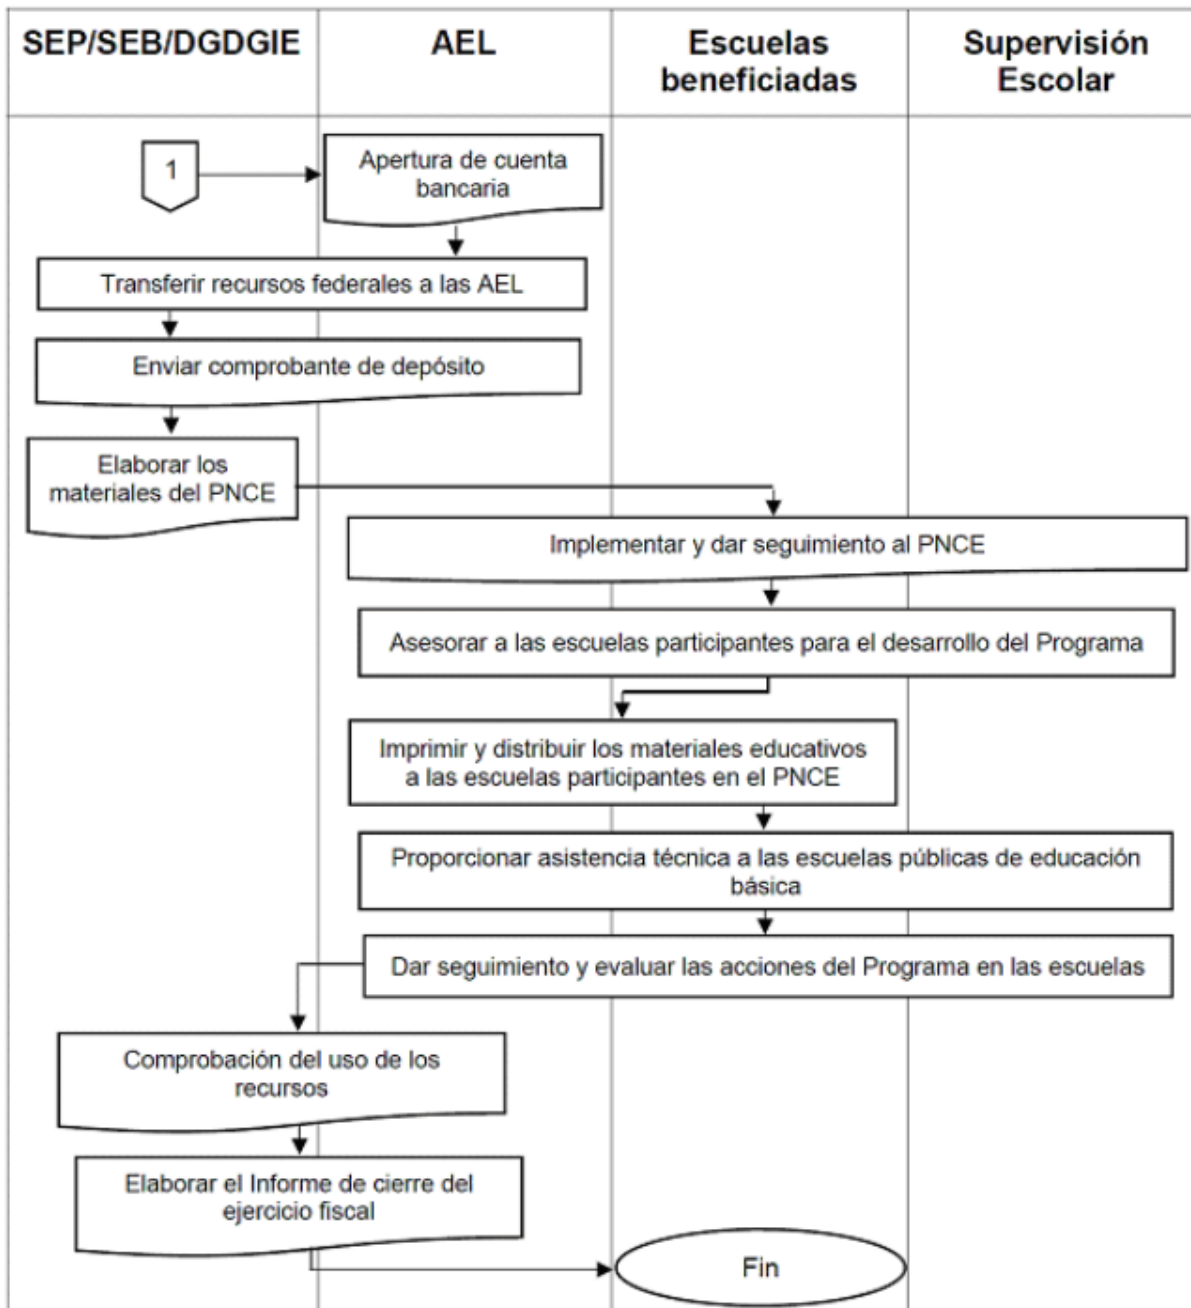 SEP/SEB/DGDGIE
AEL
Escuelas
beneficiadas
Supervisión
Escolar
1
Apertura de cuenta
bancaria
Transferir recursos federales a las AEL
Enviar comprobante de depósito
Elaborar los
materiales del PNCE
Implementar y dar seguimiento al PNCE
Asesorar a las escuelas participantes para el desarrollo del Programa
Imprimir y distribuir los materiales educativos
a las escuelas participantes en el PNCE
Proporcionar asistencia técnica a las escuelas públicas de educación
básica
Dar seguimiento y evaluar las acciones del Programa en las escuelas
Comprobación del uso de los
recursos
Elaborar el Informe de cierre del
ejercicio fiscal
Fin